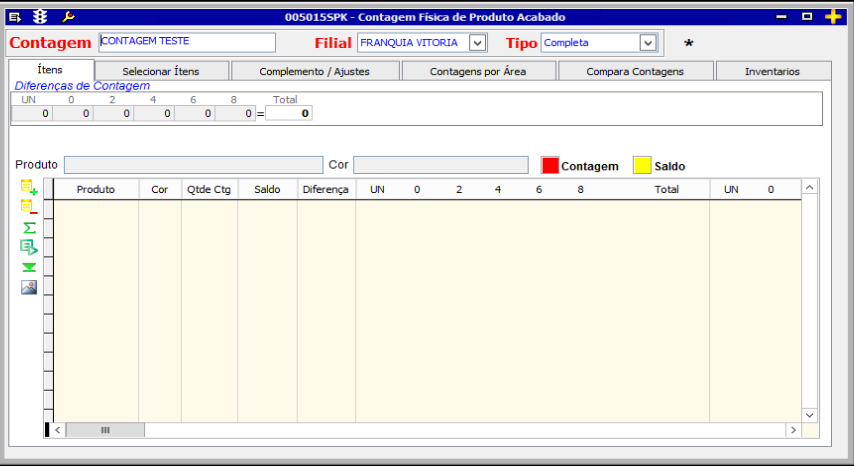 005015SPK - Contagem Física de Produto Acabado
Contagem CONTAGEM TESTE Filial FRANQUIA VITORIA Tipo Completa *
Ítens Selecionar Ítens Complemento / Ajustes Contagens por Área Compara Contagens Inventarios
Diferenças de Contagem
UN 0 2 4 6 8 Total
0 0 0 0 0 0 = 0
Produto Cor Contagem Saldo
Produto Cor Qtde Ctg Saldo Diferença UN 0 2 4 6 8 Total UN 0